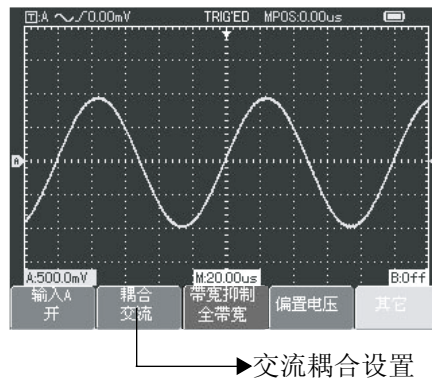 T:A 0.00mV TRIG'ED MPOS:0.00us
A
A:500.0mV M:20.00us B:Off
输入A 耦合 带宽抑制 偏置电压 其它
开 交流 全带宽
交流耦合设置